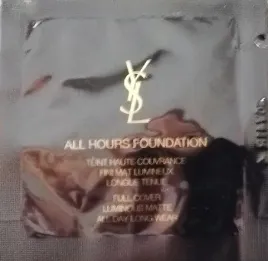 YSL
ALL HOURS FOUNDATION
TEINT HAUTE COUVRANCE
FINI MAT LUMINEUX
LONGUE TENUE
FULL COVER
LUMINOUS MATTE
ALL DAY LONG WEAR